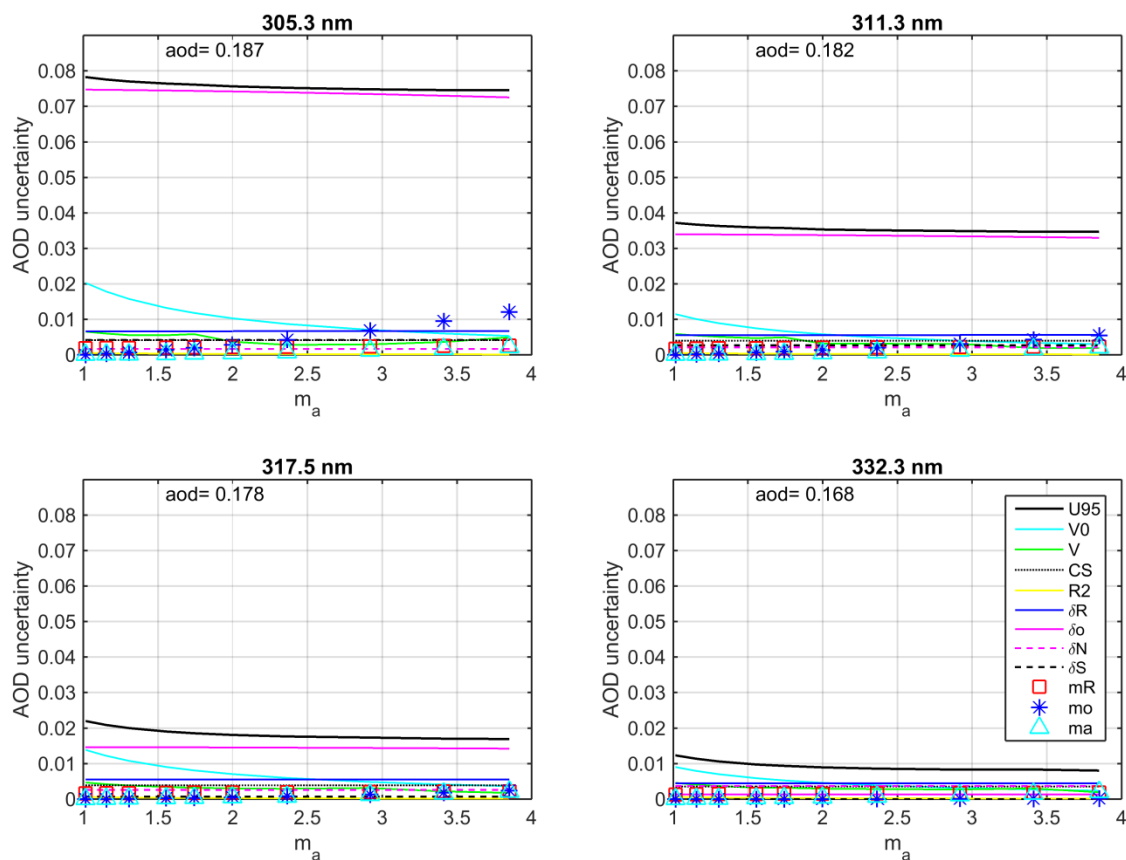 305.3 nm
aod= 0.187
0.08
0.07
0.06
0.05
0.04
0.03
0.02
0.01
0
AOD uncertainty
1 1.5 2 2.5 3 3.5 4
m_a
311.3 nm
aod= 0.182
0.08
0.07
0.06
0.05
0.04
0.03
0.02
0.01
0
AOD uncertainty
1 1.5 2 2.5 3 3.5 4
m_a
317.5 nm
aod= 0.178
0.08
0.07
0.06
0.05
0.04
0.03
0.02
0.01
0
AOD uncertainty
1 1.5 2 2.5 3 3.5 4
m_a
332.3 nm
aod= 0.168
0.08
0.07
0.06
0.05
0.04
0.03
0.02
0.01
0
AOD uncertainty
1 1.5 2 2.5 3 3.5 4
m_a
U95
V0
V
CS
R2
δR
δo
δN
δS
mR
mo
ma